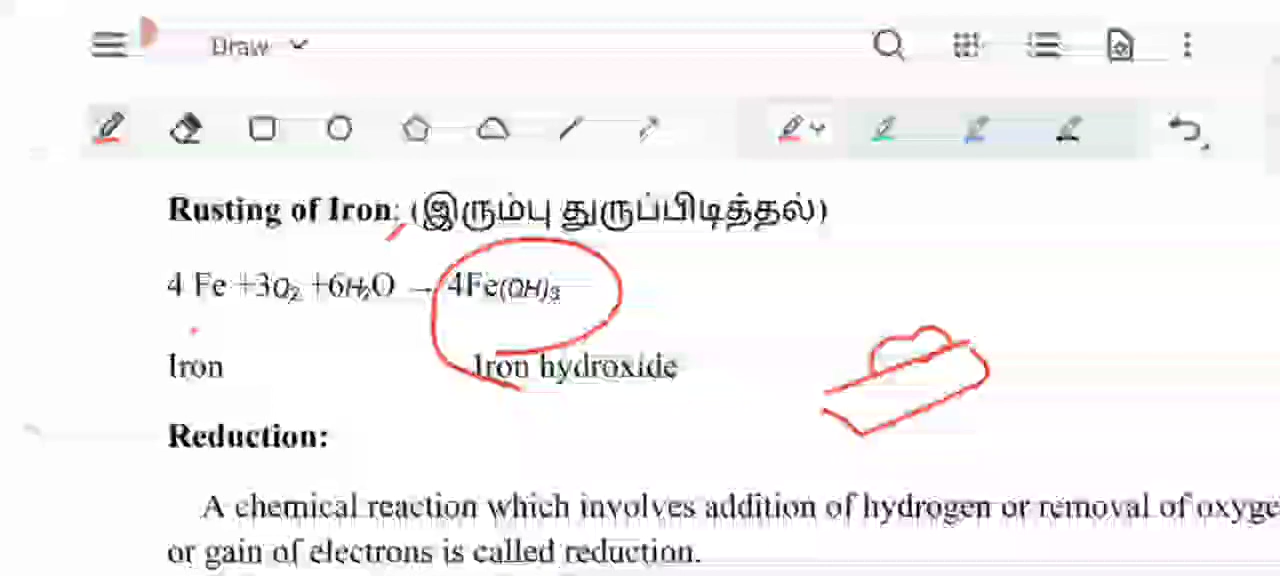 Draw
Rusting of Iron: (இரும்பு துருப்பிடித்தல்)
4 Fe +3O₂ +6H₂O → 4Fe(OH)₃
Iron Iron hydroxide
Reduction:
A chemical reaction which involves addition of hydrogen or removal of oxyge
or gain of electrons is called reduction.